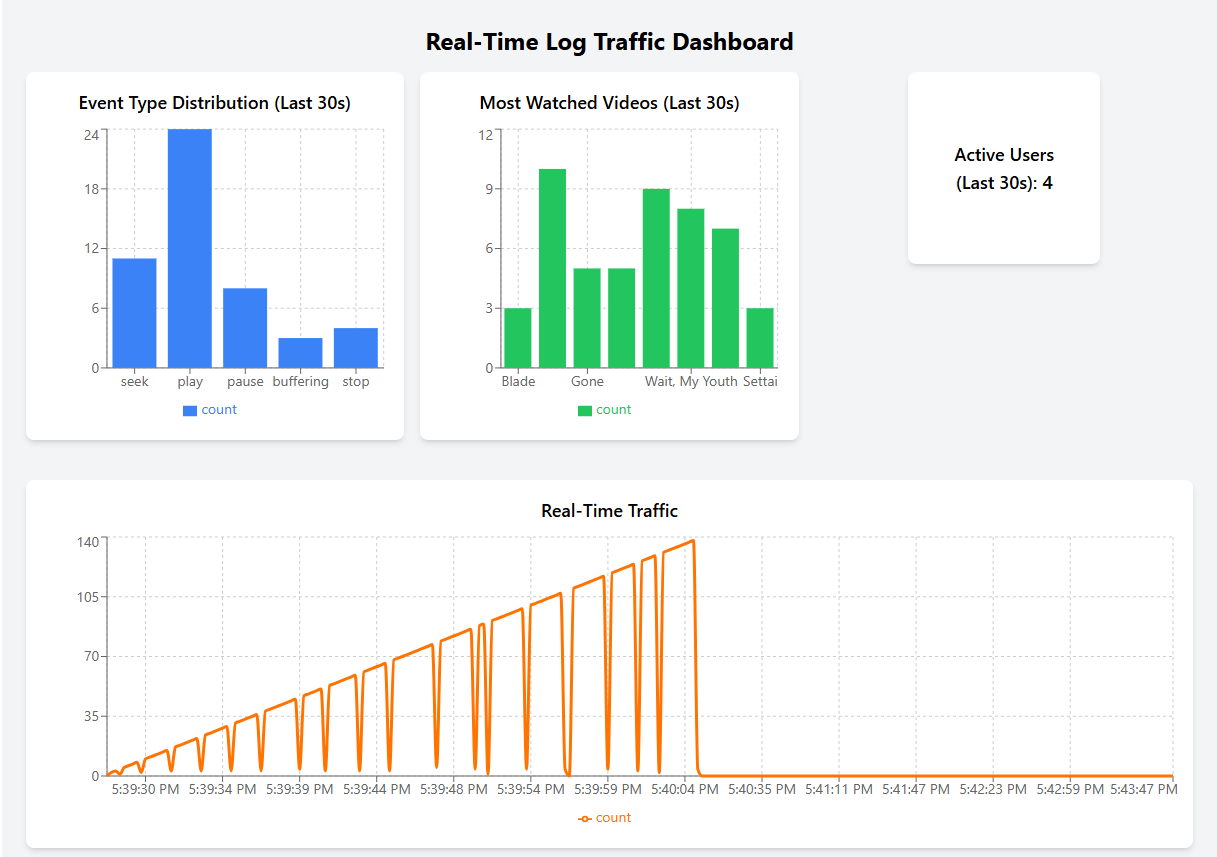 Real-Time Log Traffic Dashboard
Event Type Distribution (Last 30s)
24
18
12
6
0
seek play pause buffering stop
count
Most Watched Videos (Last 30s)
12
9
6
3
0
Blade Gone Wait, My Youth Settai
count
Active Users
(Last 30s): 4
Real-Time Traffic
140
105
70
35
0
5:39:30 PM 5:39:34 PM 5:39:39 PM 5:39:44 PM 5:39:48 PM 5:39:54 PM 5:39:59 PM 5:40:04 PM 5:40:35 PM 5:41:11 PM 5:41:47 PM 5:42:23 PM 5:42:59 PM 5:43:47 PM
count